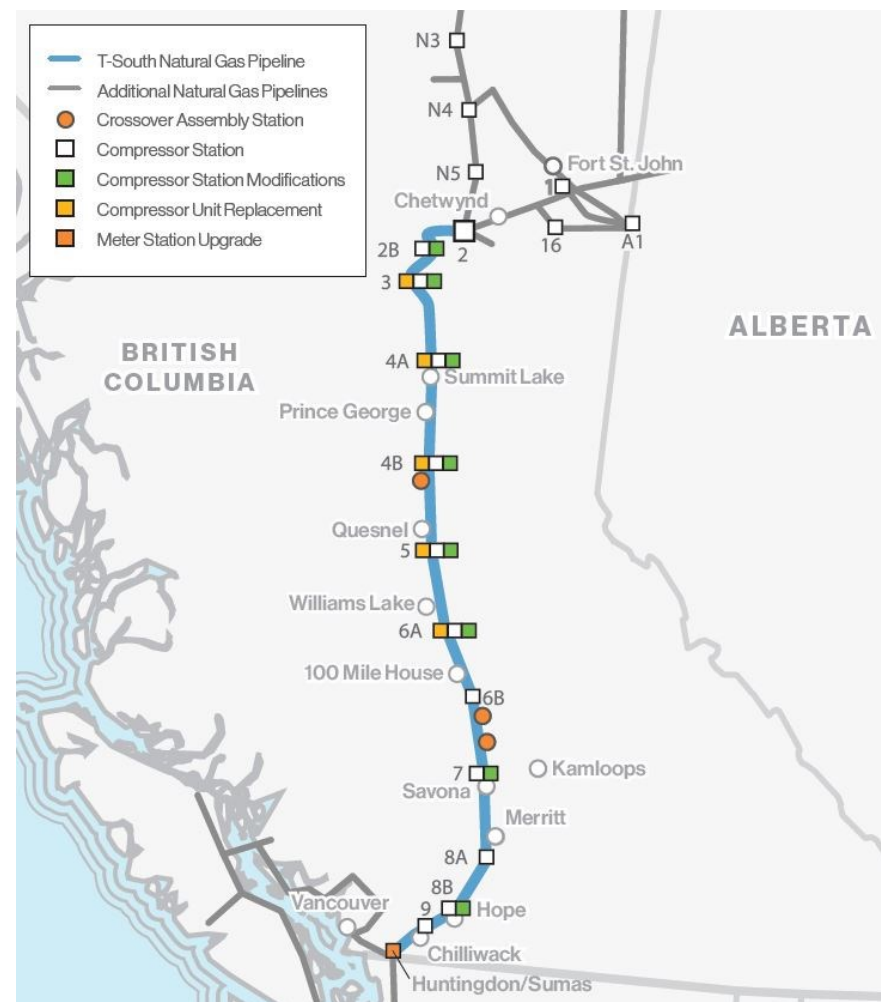 T-South Natural Gas Pipeline
Additional Natural Gas Pipelines
Crossover Assembly Station
Compressor Station
Compressor Station Modifications
Compressor Unit Replacement
Meter Station Upgrade
N3
N4
N5
Fort St. John
1
Chetwynd
2
16
A1
2B
3
ALBERTA
BRITISH
COLUMBIA
4A
Summit Lake
Prince George
4B
Quesnel
5
Williams Lake
6A
100 Mile House
6B
7
Kamloops
Savona
Merritt
8A
8B
Vancouver
9
Hope
Chilliwack
Huntingdon/Sumas